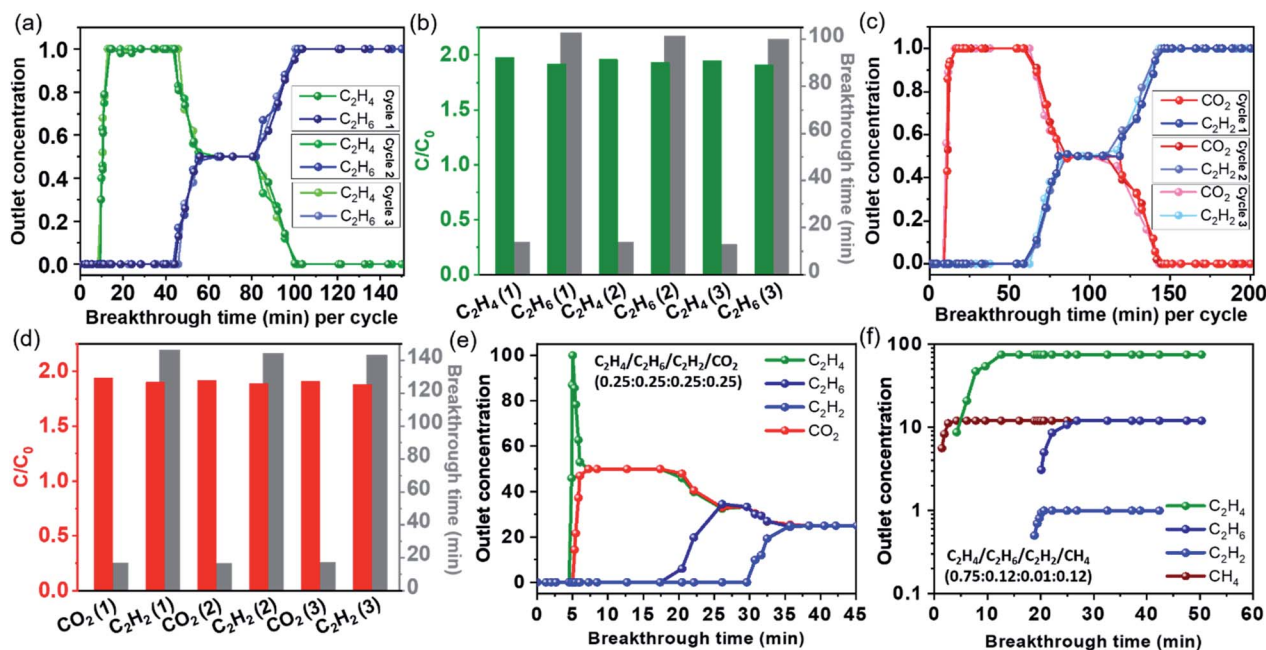 (a)
Outlet concentration
1.0
0.8
0.6
0.4
0.2
0.0
C₂H₄
C₂H₆
Cycle 1
C₂H₄
C₂H₆
Cycle 2
C₂H₄
C₂H₆
Cycle 3
0 20 40 60 80 100 120 140
Breakthrough time (min) per cycle
(b)
C/C₀
2.0
1.5
1.0
0.5
0.0
100
80
60
40
20
0
Breakthrough time (min)
C₂H₄(1) C₂H₆(1) C₂H₄(2) C₂H₆(2) C₂H₄(3) C₂H₆(3)
(c)
Outlet concentration
1.0
0.8
0.6
0.4
0.2
0.0
CO₂
C₂H₂
Cycle 1
CO₂
C₂H₂
Cycle 2
CO₂
C₂H₂
Cycle 3
0 25 50 75 100 125 150 175 200
Breakthrough time (min) per cycle
(d)
C/C₀
2.0
1.5
1.0
0.5
0.0
140
120
100
80
60
40
20
0
Breakthrough time (min)
CO₂(1) C₂H₂(1) CO₂(2) C₂H₂(2) CO₂(3) C₂H₂(3)
(e)
Outlet concentration
100
80
60
40
20
0
C₂H₄/C₂H₆/C₂H₂/CO₂
(0.25:0.25:0.25:0.25)
C₂H₄
C₂H₆
C₂H₂
CO₂
0 5 10 15 20 25 30 35 40 45
Breakthrough time (min)
(f)
Outlet concentration
100
10
1
0.1
C₂H₄/C₂H₆/C₂H₂/CH₄
(0.75:0.12:0.01:0.12)
C₂H₄
C₂H₆
C₂H₂
CH₄
0 10 20 30 40 50 60
Breakthrough time (min)